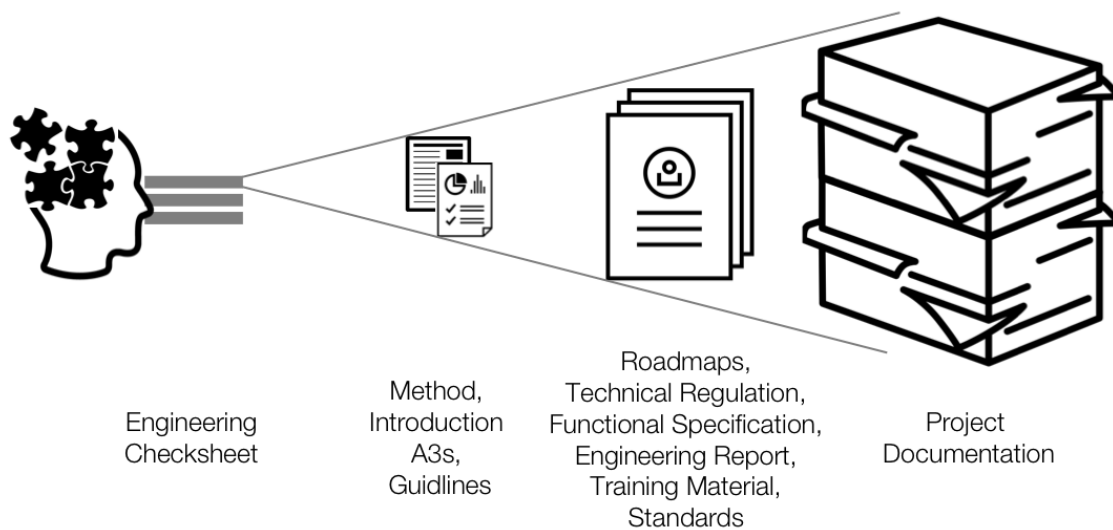 Engineering
Checksheet
Method,
Introduction
A3s,
Guidlines
Roadmaps,
Technical Regulation,
Functional Specification,
Engineering Report,
Training Material,
Standards
Project
Documentation